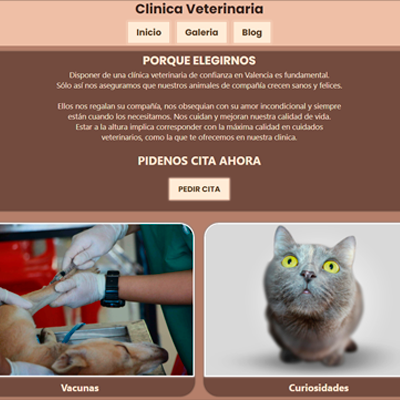 Clinica Veterinaria
Inicio
Galeria
Blog
PORQUE ELEGIRNOS
Disponer de una clínica veterinaria de confianza en Valencia es fundamental.
Sólo así nos aseguramos que nuestros animales de compañía crecen sanos y felices.
Ellos nos regalan su compañía, nos obsequian con su amor incondicional y siempre
están cuando los necesitamos. Nos cuidan y mejoran nuestra calidad de vida.
Estar a la altura implica corresponder con la máxima calidad en cuidados
veterinarios, como la que te ofrecemos en nuestra clinica.
PIDENOS CITA AHORA
PEDIR CITA
Vacunas
Curiosidades